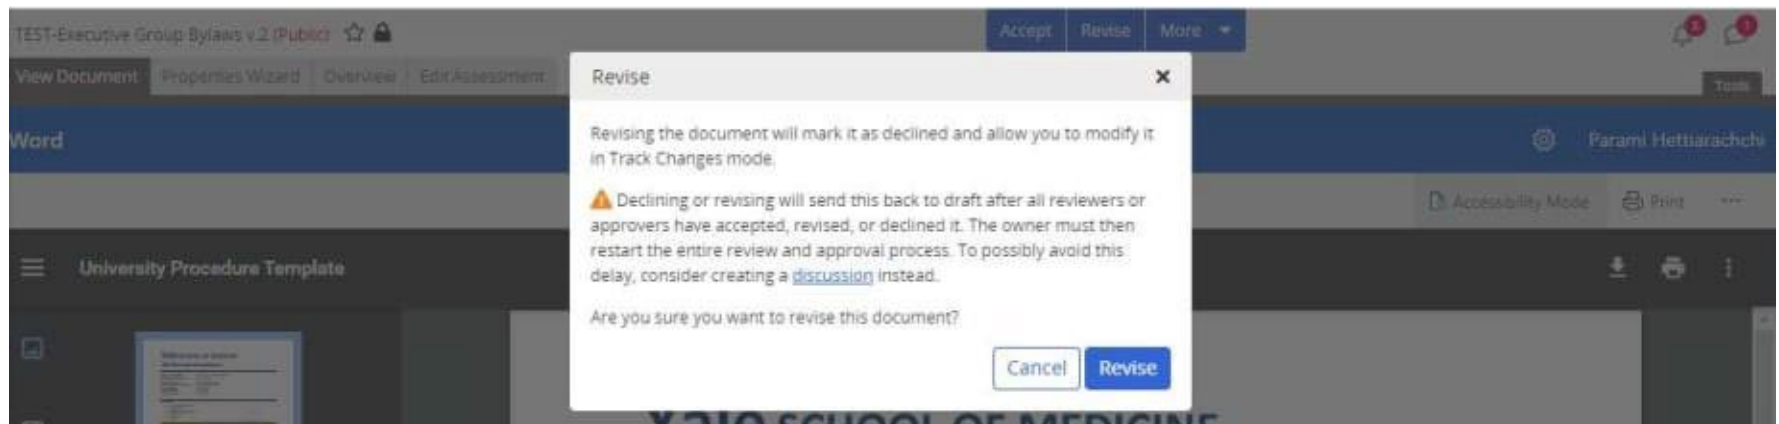 TEST-Executive Group Bylaws v.2 (Public)
Accept Revise More
View Document Properties Wizard Overview Edit Assessment
Tools
Revise
Word
Parami Hettiarachchi
Revising the document will mark it as declined and allow you to modify it
in Track Changes mode.
Declining or revising will send this back to draft after all reviewers or
approvers have accepted, revised, or declined it. The owner must then
restart the entire review and approval process. To possibly avoid this
delay, consider creating a discussion instead.
Are you sure you want to revise this document?
Cancel Revise
Accessibility Mode Print ...
University Procedure Template
Yale SCHOOL OF MEDICINE